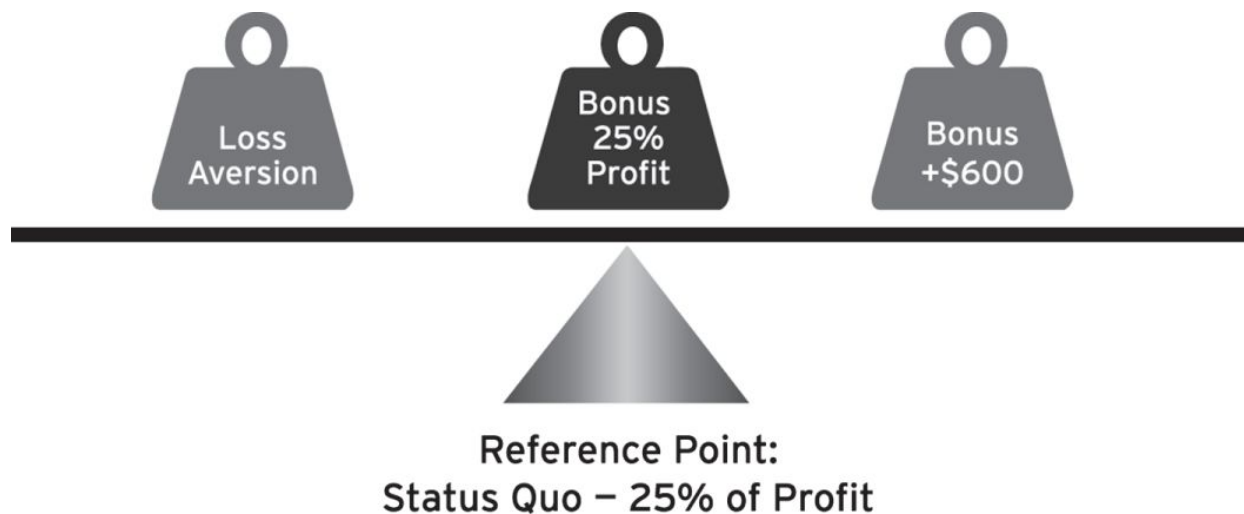 Loss
Aversion
Bonus
25%
Profit
Bonus
+$600
Reference Point:
Status Quo – 25% of Profit